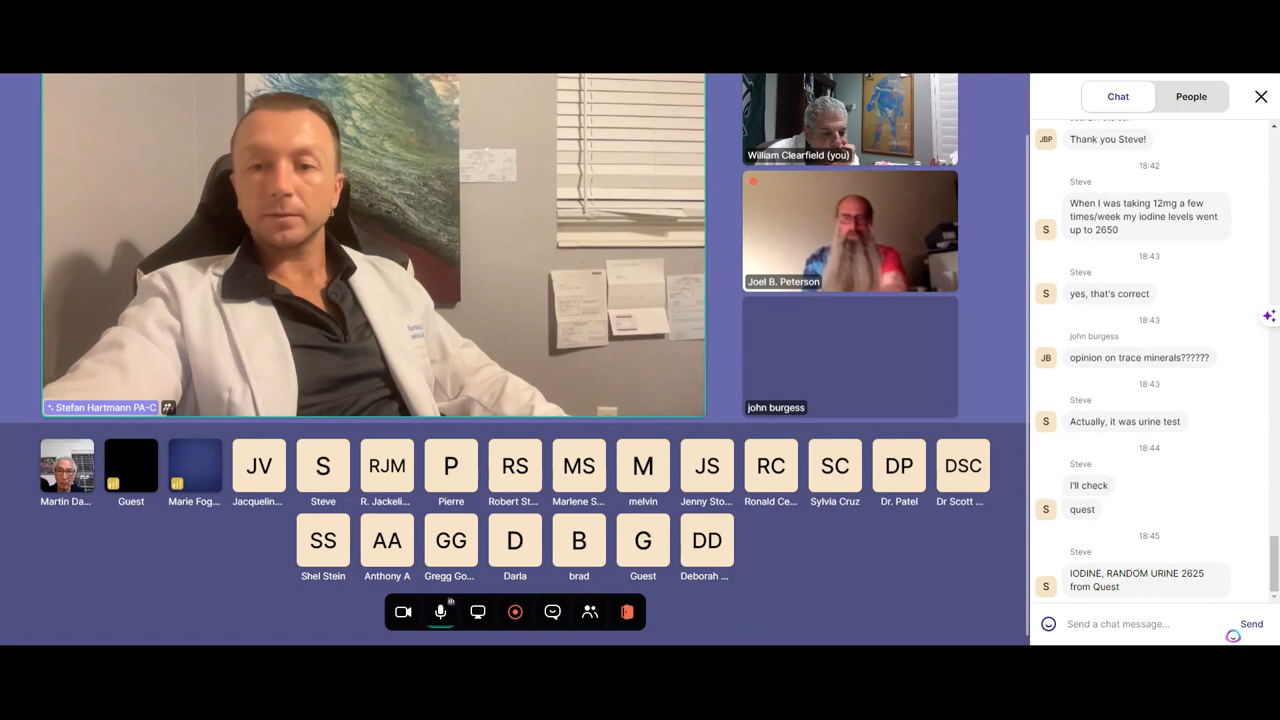 William Clearfield (you)
Joel B. Peterson
Stefan Hartmann PA-C
john burgess
JV
S
RJM
P
RS
MS
M
JS
RC
SC
DP
DSC
Martin Da...
Guest
Marie Fog...
Jacquelin...
Steve
R. Jackeli...
Pierre
Robert St...
Marlene S...
melvin
Jenny Sto...
Ronald Ce...
Sylvia Cruz
Dr. Patel
Dr Scott ...
SS
AA
GG
D
B
G
DD
Shel Stein
Anthony A
Gregg Go...
Darla
brad
Guest
Deborah ...
Chat
People
JBP
Thank you Steve!
18:42
Steve
When I was taking 12mg a few
times/week my iodine levels went
up to 2650
S
18:43
Steve
yes, that's correct
S
18:43
john burgess
JB
opinion on trace minerals??????
18:43
Steve
Actually, it was urine test
S
18:44
Steve
I'll check
quest
S
18:45
Steve
IODINE, RANDOM URINE 2625
from Quest
S
Send a chat message...
Send